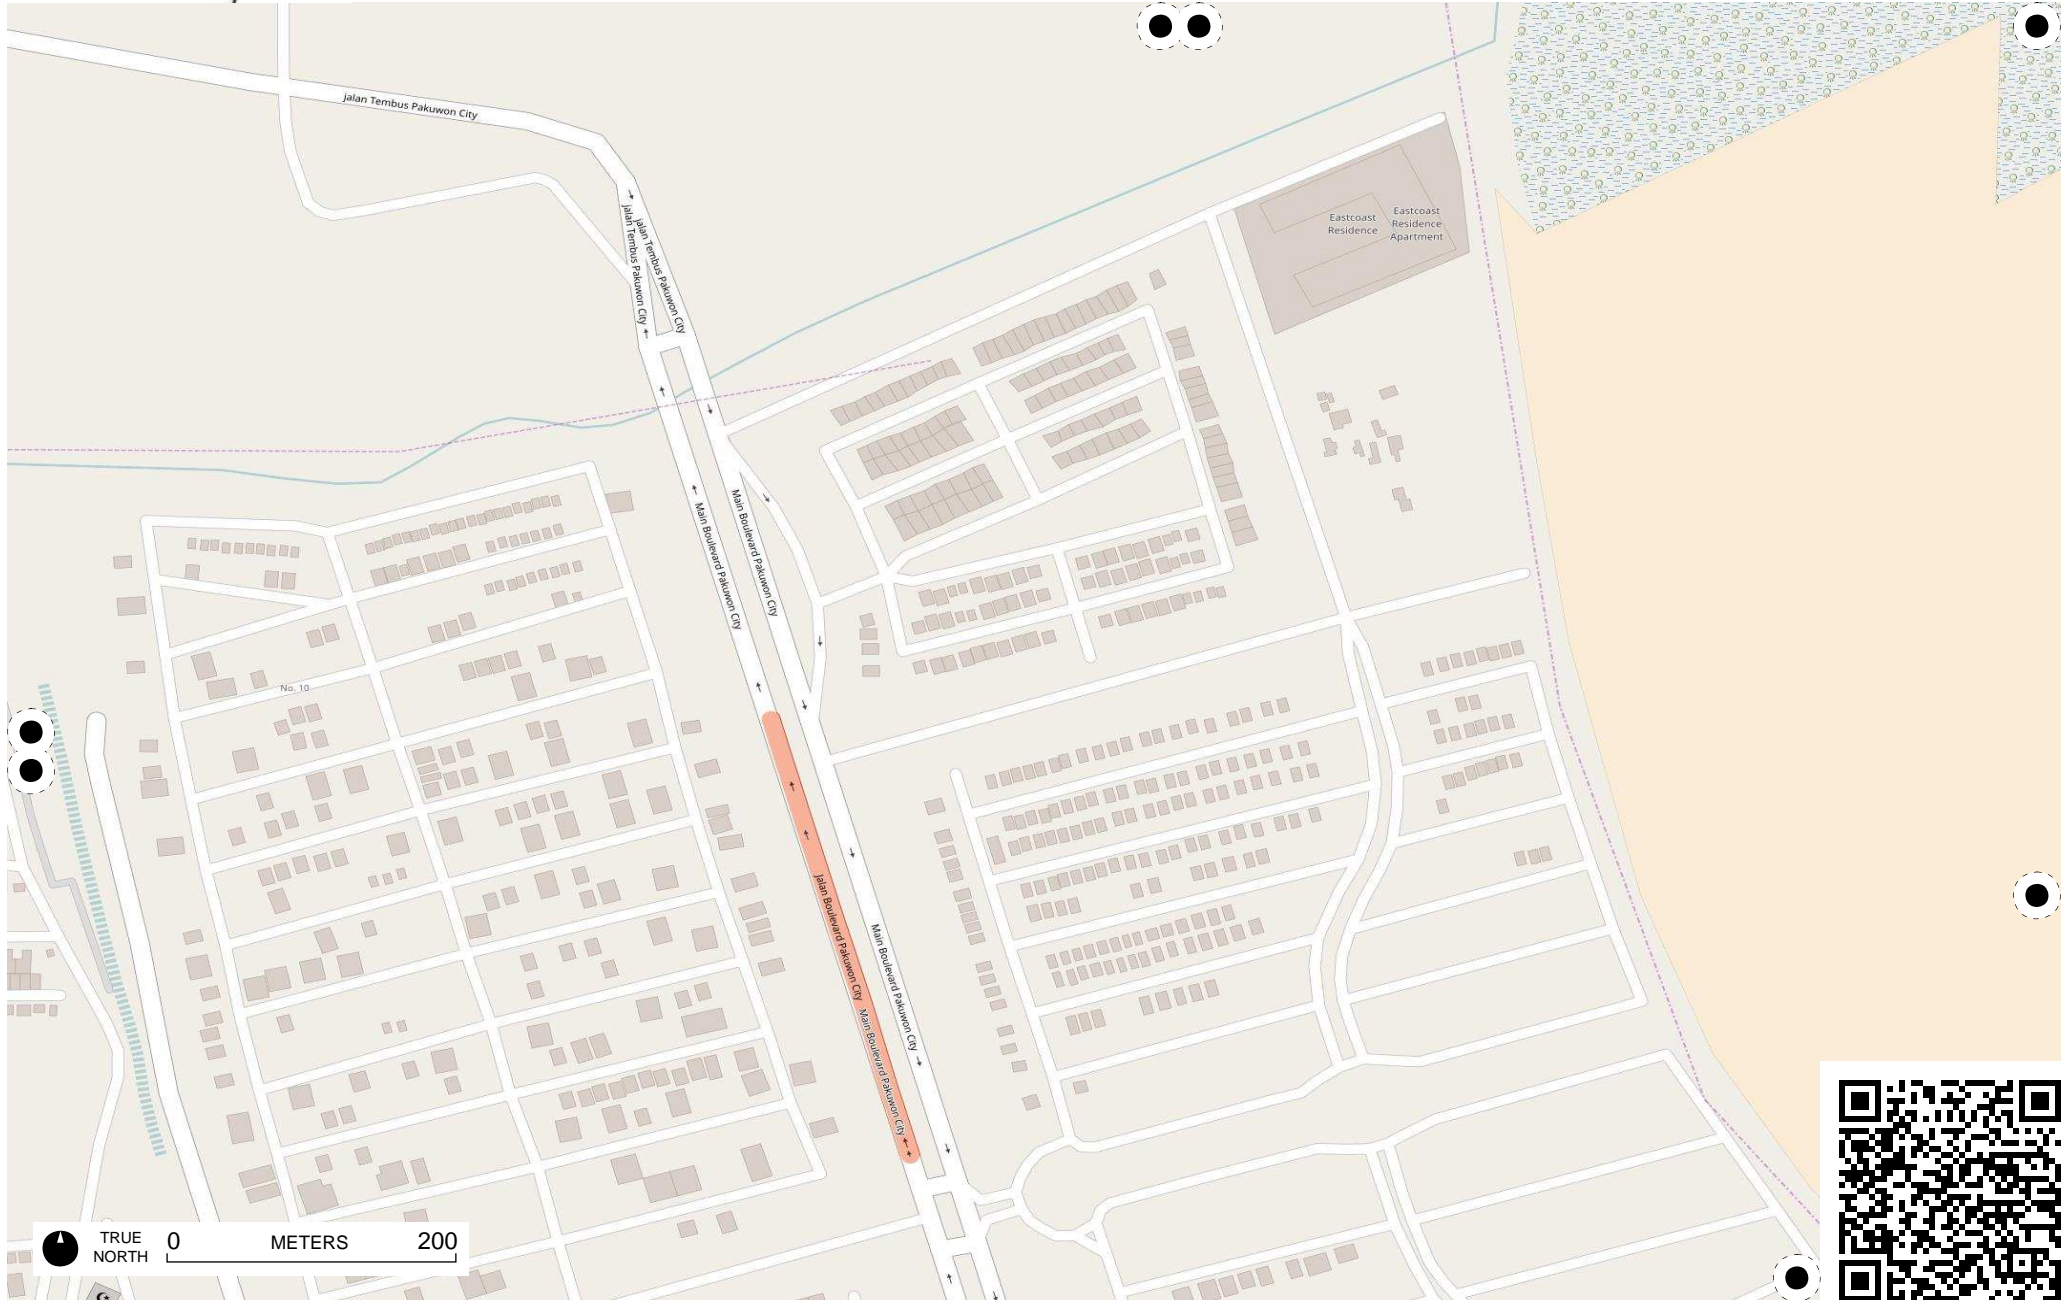 jalan Tembus Pakuwon City
jalan Tembus Pakuwon City
jalan Tembus Pakuwon City
Eastcoast
Residence
Eastcoast
Residence
Apartment
Main Boulevard Pakuwon City
Main Boulevard Pakuwon City
No. 10
Jalan Boulevard Pakuwon City
Main Boulevard Pakuwon City
Main Boulevard Pakuwon City
TRUE
NORTH
0 METERS 200